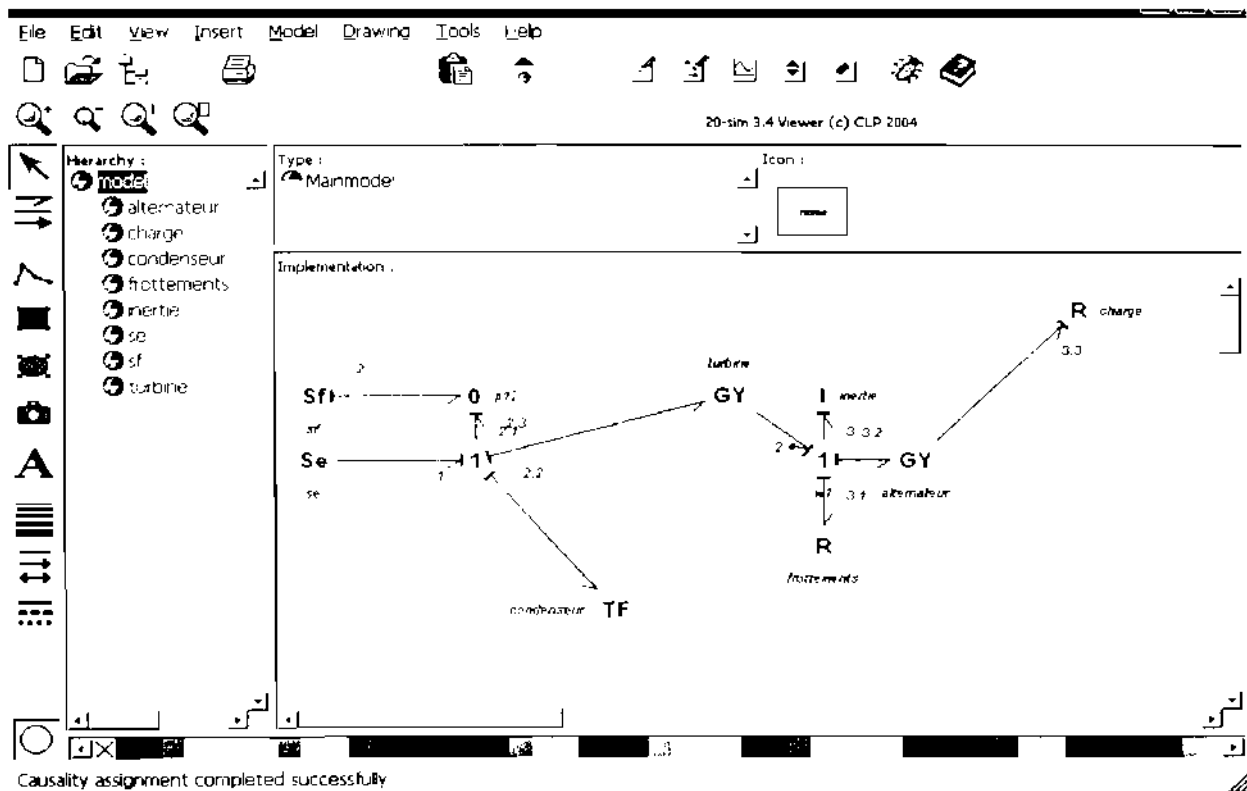 File Edit View Insert Model Drawing Tools Help
20-sim 3.4 Viewer (c) CLP 2004
Hierarchy :
model
alternateur
charge
condenseur
frottements
inertie
se
sf
turbine
Type :
Mainmodel
Icon :
Implementation :
R charge
3.3
turbine
2
Sf 0 GY I inertie
sf
3 3.2
Se 1 2 1 GY
1 2.2
se 3.1 alternateur
R
frottements
condenseur TF
A
Causality assignment completed successfully